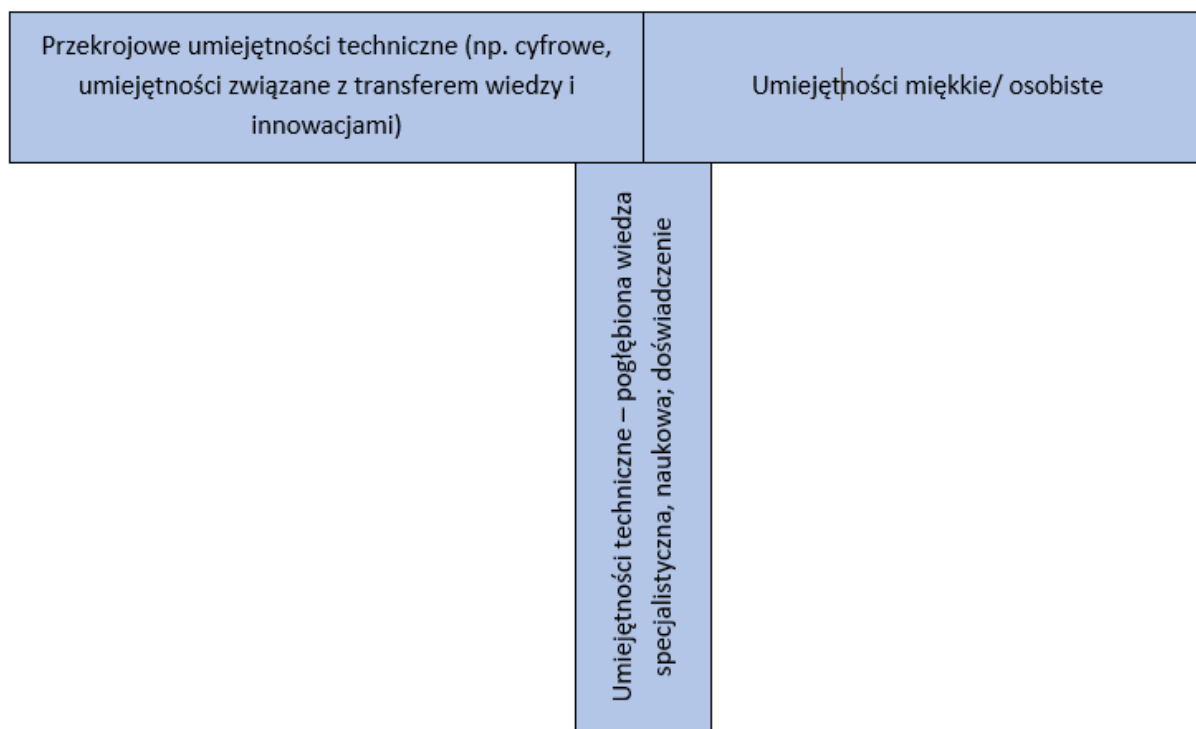 Przekrojowe umiejętności techniczne (np. cyfrowe,
umiejętności związane z transferem wiedzy i
innowacjami)
Umiejętności miękkie/ osobiste
Umiejętności techniczne – pogłębiona wiedza
specjalistyczna, naukowa; doświadczenie